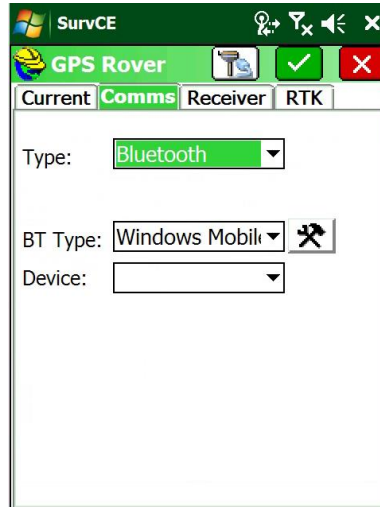 SurvCE
GPS Rover
Current Comms Receiver RTK
Type: Bluetooth
BT Type: Windows Mobile
Device: